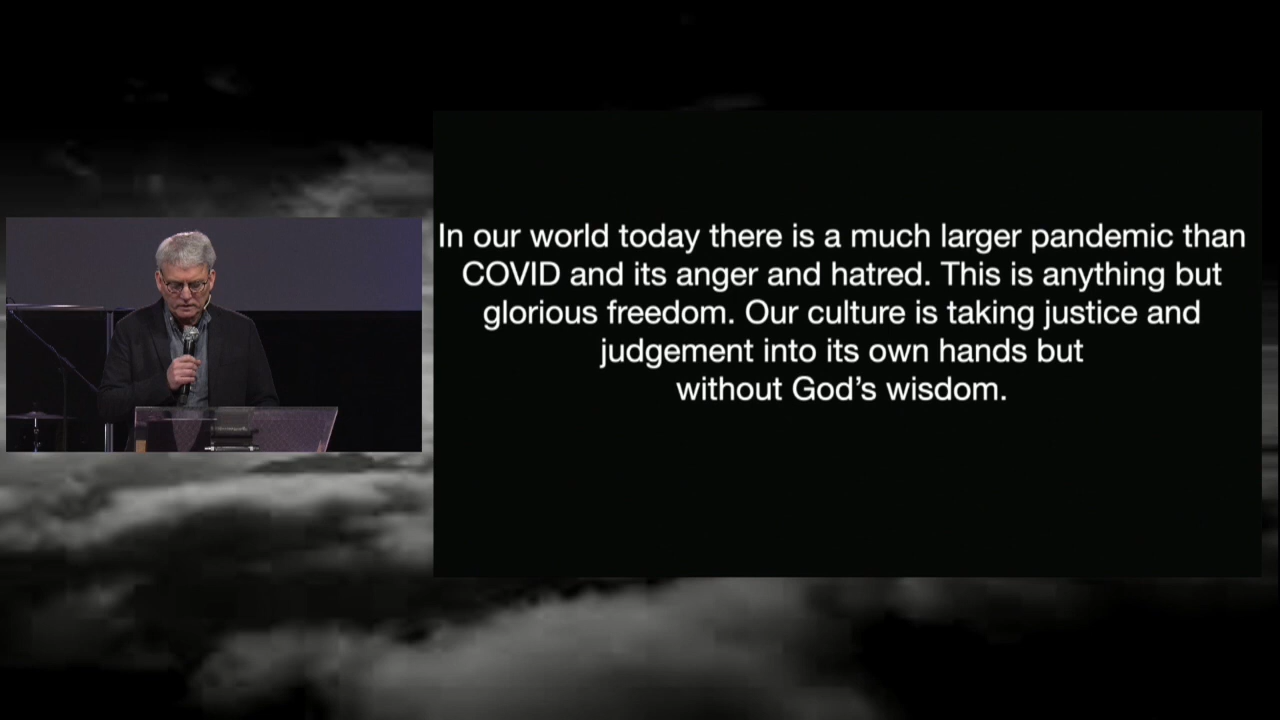 In our world today there is a much larger pandemic than
COVID and its anger and hatred. This is anything but
glorious freedom. Our culture is taking justice and
judgement into its own hands but
without God’s wisdom.